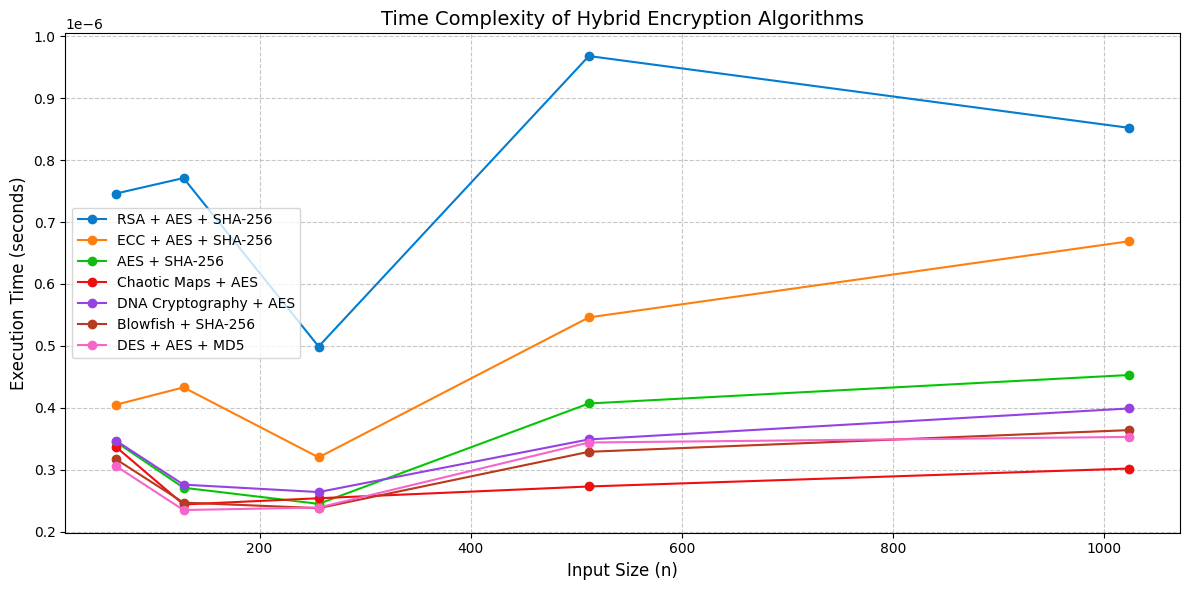 Time Complexity of Hybrid Encryption Algorithms
1e−6
1.0
0.9
0.8
0.7
0.6
0.5
0.4
0.3
0.2
Execution Time (seconds)
RSA + AES + SHA-256
ECC + AES + SHA-256
AES + SHA-256
Chaotic Maps + AES
DNA Cryptography + AES
Blowfish + SHA-256
DES + AES + MD5
200 400 600 800 1000
Input Size (n)